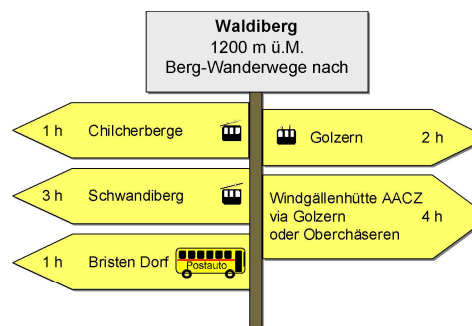 Waldiberg
1200 m ü.M.
Berg-Wanderwege nach
1 h Chilcherberge
Golzern 2 h
3 h Schwandiberg
Windgällenhütte AACZ
via Golzern 4 h
oder Oberchäseren
1 h Bristen Dorf Postauto